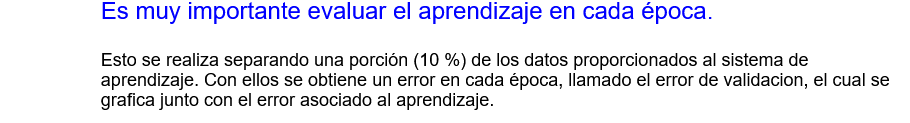 Es muy importante evaluar el aprendizaje en cada época.
Esto se realiza separando una porción (10 %) de los datos proporcionados al sistema de
aprendizaje. Con ellos se obtiene un error en cada época, llamado el error de validacion, el cual se
grafica junto con el error asociado al aprendizaje.